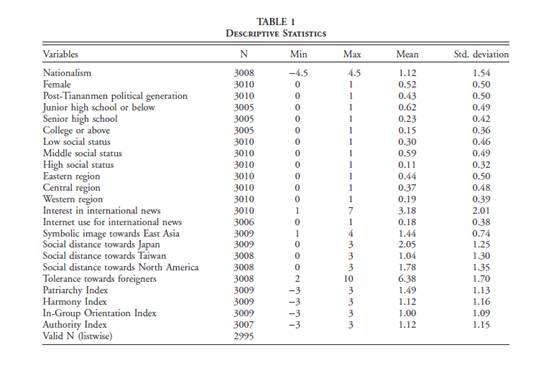 TABLE 1
DESCRIPTIVE STATISTICS
Variables N Min Max Mean Std. deviation
Nationalism 3008 −4.5 4.5 1.12 1.54
Female 3010 0 1 0.52 0.50
Post-Tiananmen political generation 3010 0 1 0.43 0.50
Junior high school or below 3005 0 1 0.62 0.49
Senior high school 3005 0 1 0.23 0.42
College or above 3005 0 1 0.15 0.36
Low social status 3010 0 1 0.30 0.46
Middle social status 3010 0 1 0.59 0.49
High social status 3010 0 1 0.11 0.32
Eastern region 3010 0 1 0.44 0.50
Central region 3010 0 1 0.37 0.48
Western region 3010 0 1 0.19 0.39
Interest in international news 3010 1 7 3.18 2.01
Internet use for international news 3006 0 1 0.18 0.38
Symbolic image towards East Asia 3009 1 4 1.44 0.74
Social distance towards Japan 3009 0 3 2.05 1.25
Social distance towards Taiwan 3008 0 3 1.04 1.30
Social distance towards North America 3008 0 3 1.78 1.35
Tolerance towards foreigners 3008 2 10 6.38 1.70
Patriarchy Index 3009 −3 3 1.49 1.13
Harmony Index 3009 −3 3 1.12 1.16
In-Group Orientation Index 3009 −3 3 1.00 1.09
Authority Index 3007 −3 3 1.12 1.15
Valid N (listwise) 2995